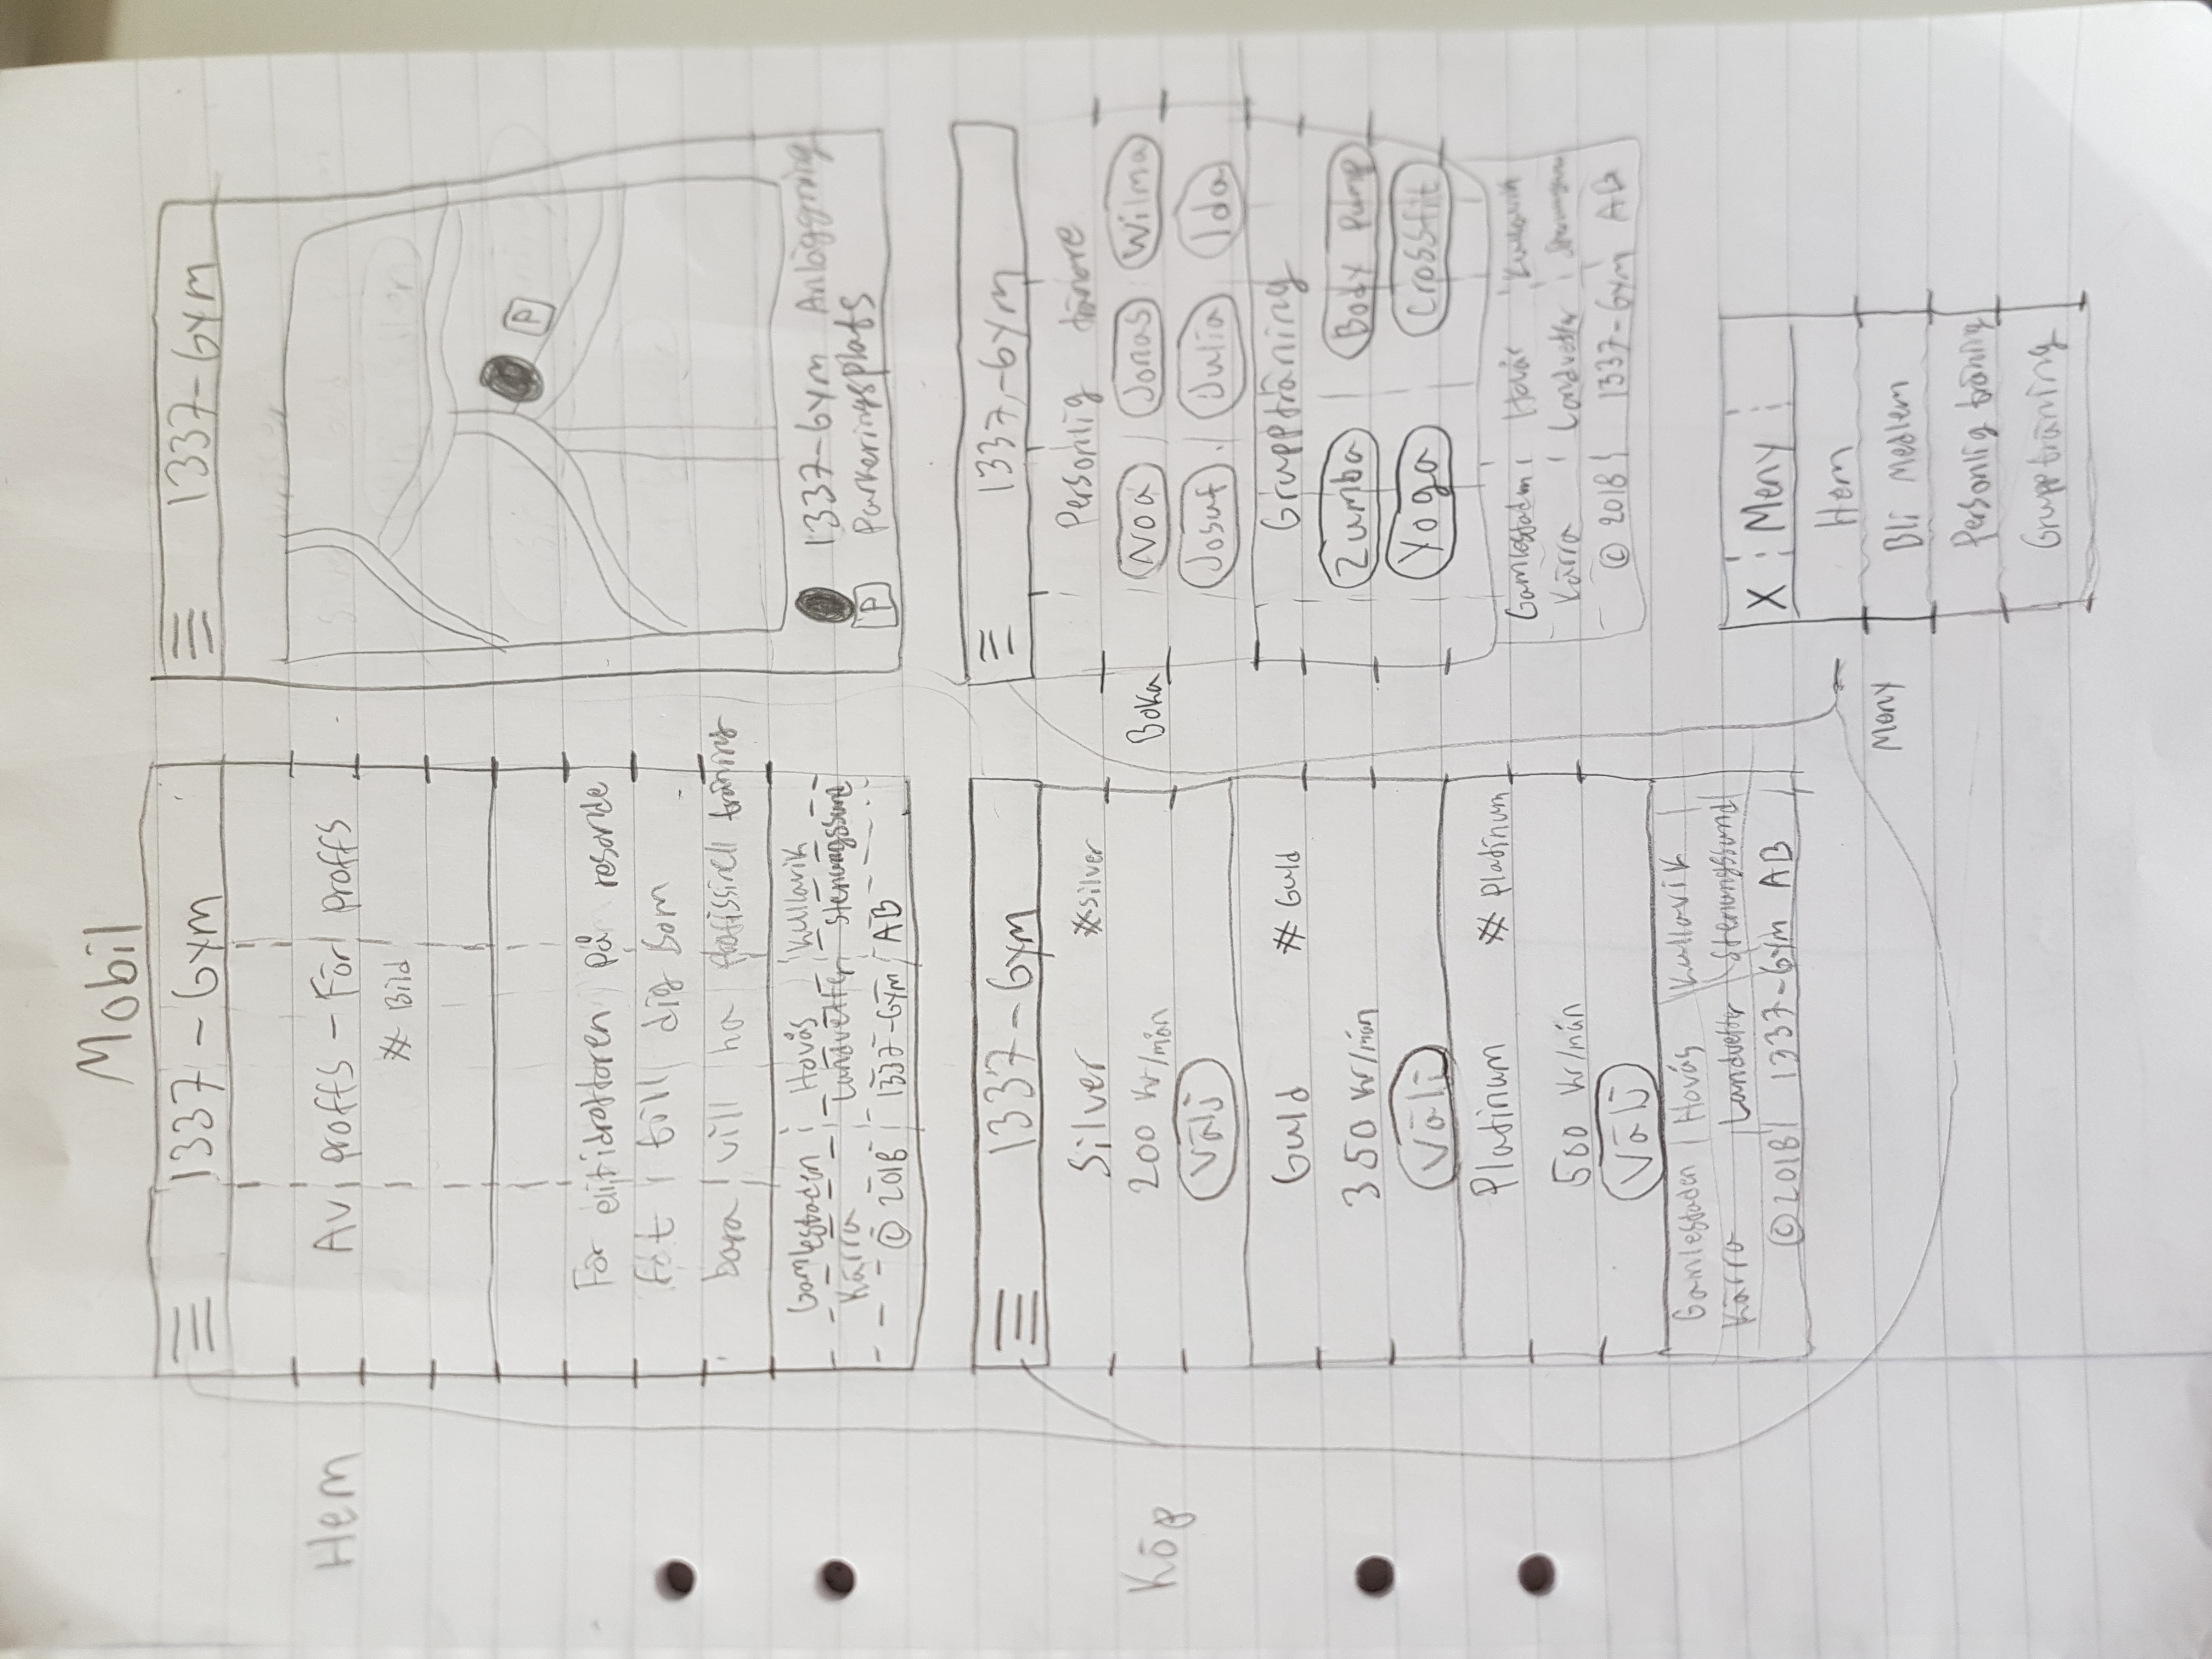 Mobil
1337 - Gym
Hem
Av proffs - För proffs
# Bild
För elitidrottaren på resande
fot till dig som
bara vill ha träning
Gamlestaden Hovås Kullavik
Kärra Landvetter Stenungssund
© 2018 1337-Gym AB
1337-Gym
P
1337-Gym Anläggning
P Parkeringsplats
Köp
1337-Gym
Silver # Silver
200 kr/mån
Välj
Guld # Guld
350 kr/mån
Välj
Platinum # Platinum
500 kr/mån
Välj
Gamlestaden Hovås Kullavik
Kärra Landvetter Stenungssund
© 2018 1337-Gym AB
Boka
1337-Gym
Personlig tränare
Noa Jonas Wilma
Josuf Julia Ida
Gruppträning
Zumba Body Pump
Yoga Crossfit
Gamlestaden Hovås Kullavik
Kärra Landvetter
© 2018 1337-Gym AB
Meny
X Meny
Hem
Bli Medlem
Personlig träning
Gruppträning